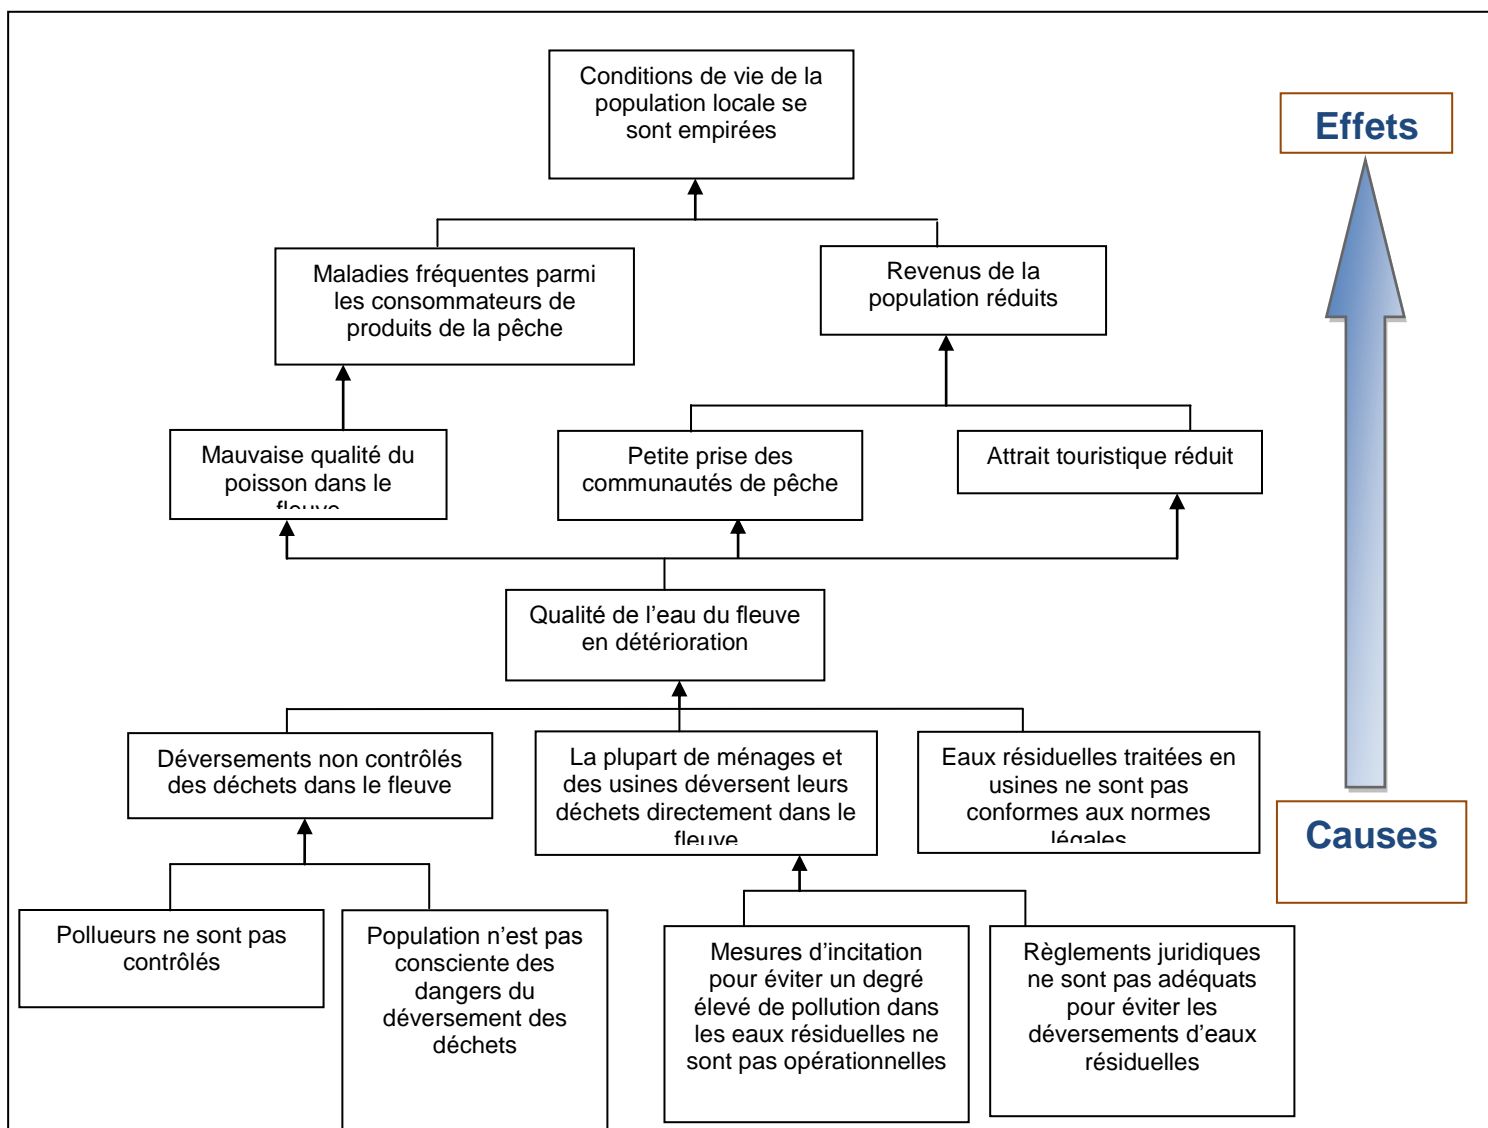 Conditions de vie de la
population locale se
sont empirées
Effets
Maladies fréquentes parmi
les consommateurs de
produits de la pêche
Revenus de la
population réduits
Mauvaise qualité du
poisson dans le
fleuve
Petite prise des
communautés de pêche
Attrait touristique réduit
Qualité de l’eau du fleuve
en détérioration
Déversements non contrôlés
des déchets dans le fleuve
La plupart de ménages et
des usines déversent leurs
déchets directement dans le
fleuve
Eaux résiduelles traitées en
usines ne sont pas
conformes aux normes
légales
Causes
Pollueurs ne sont pas
contrôlés
Population n’est pas
consciente des
dangers du
déversement des
déchets
Mesures d’incitation
pour éviter un degré
élevé de pollution dans
les eaux résiduelles ne
sont pas opérationnelles
Règlements juridiques
ne sont pas adéquats
pour éviter les
déversements d’eaux
résiduelles